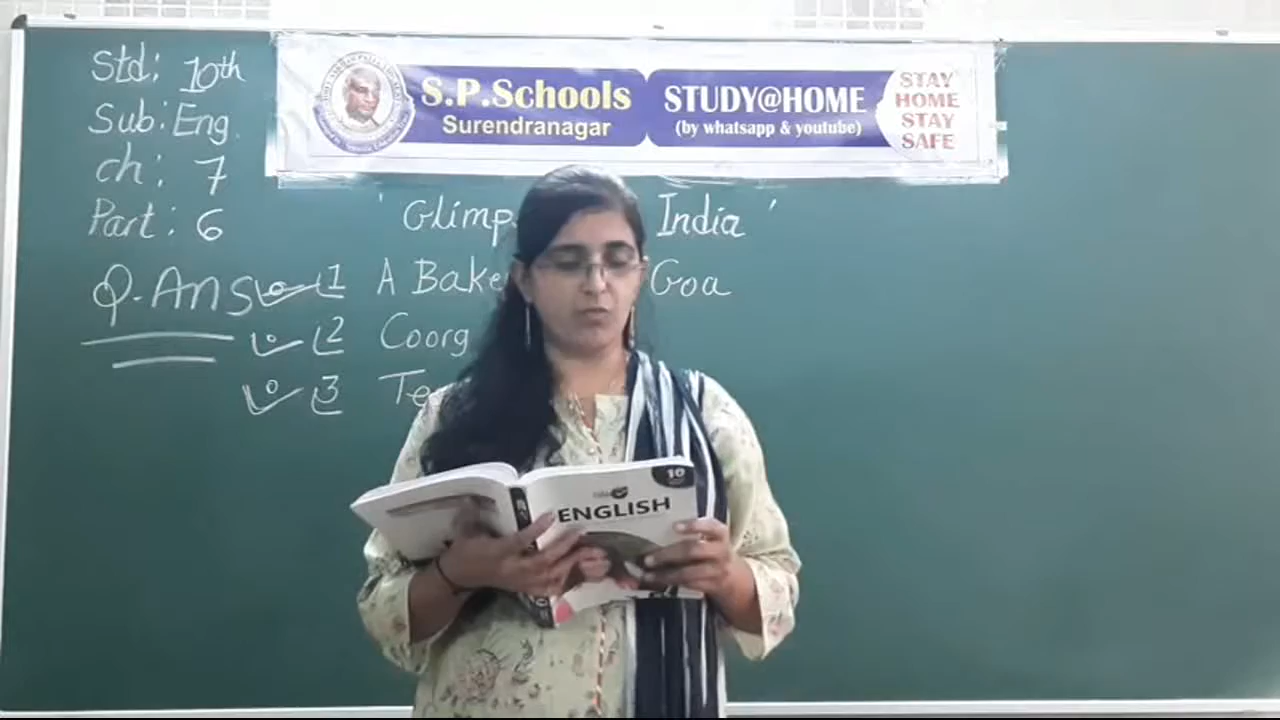 Std: 10th
Sub: Eng.
ch: 7
Part: 6
S.P.Schools
Surendranagar
STUDY@HOME
(by whatsapp & youtube)
STAY
HOME
STAY
SAFE
' Glimp India '
Q-Ans
1 A Bake Goa
2 Coorg
3 Te
10
ENGLISH